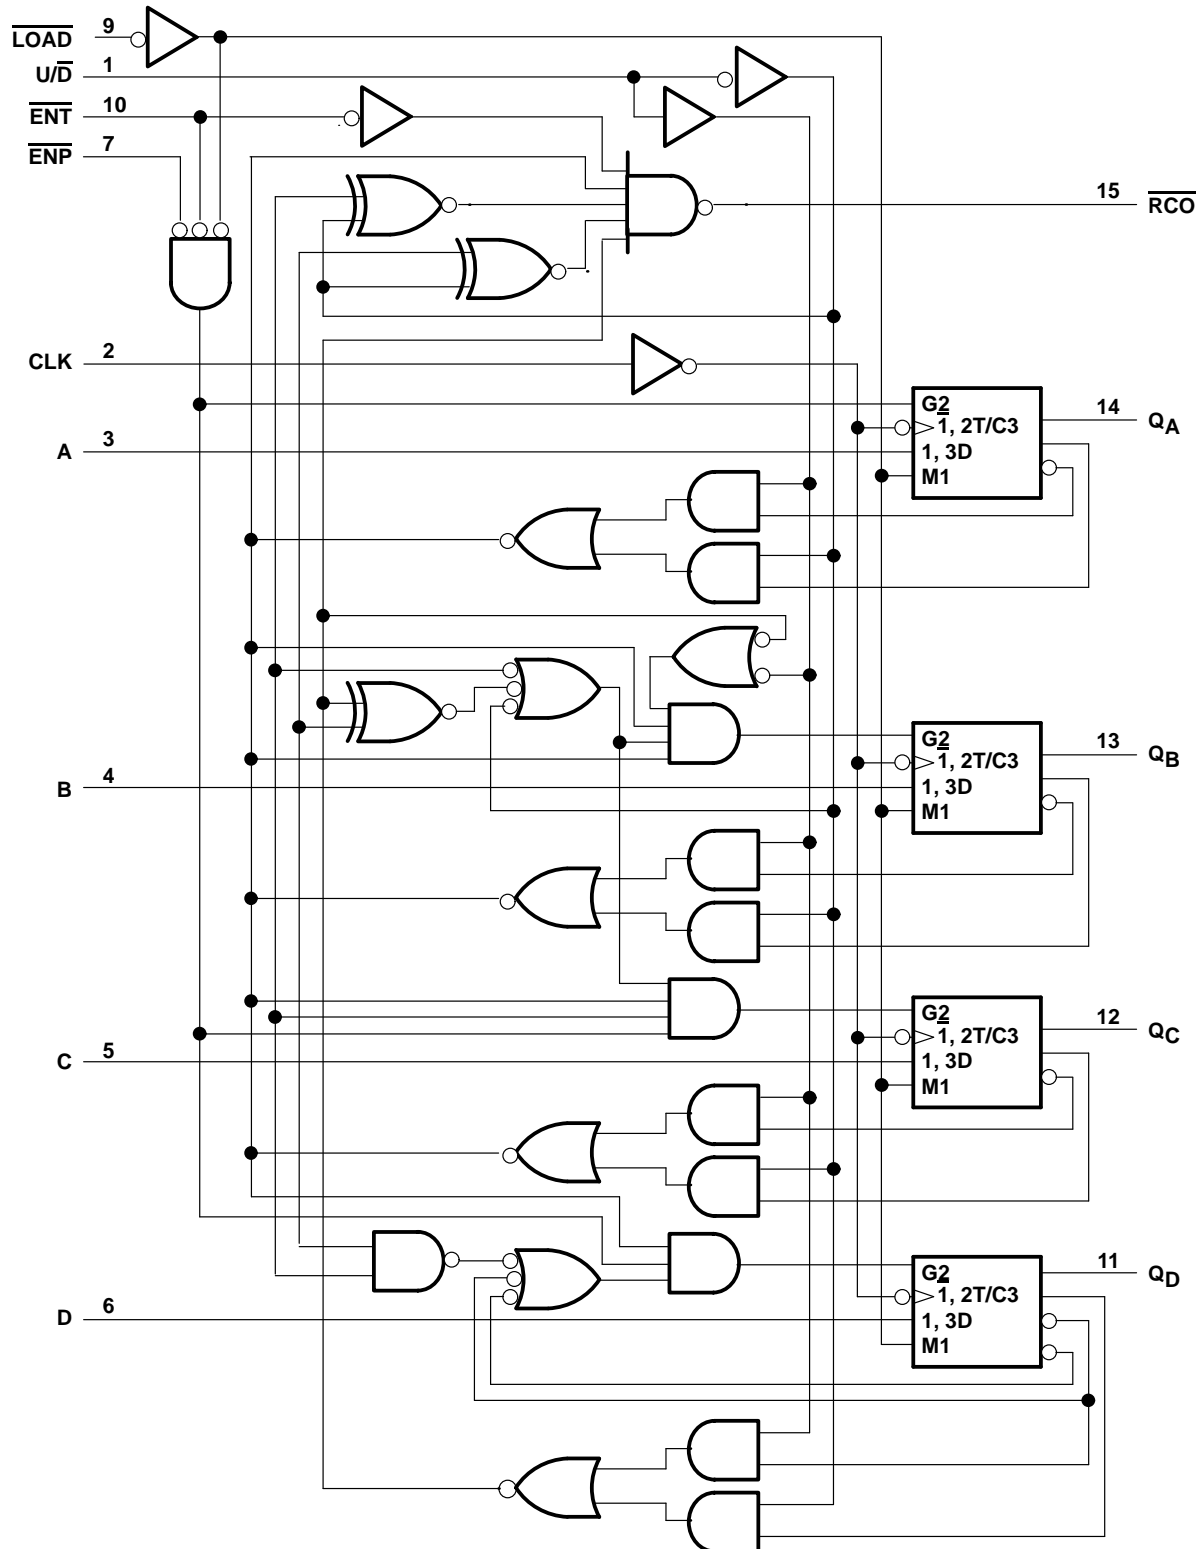 LOAD 9
U/D 1
ENT 10
ENP 7
15 RCO
CLK 2
G2
1, 2T/C3
1, 3D
M1
14 QA
A 3
G2
1, 2T/C3
1, 3D
M1
13 QB
B 4
G2
1, 2T/C3
1, 3D
M1
12 QC
C 5
G2
1, 2T/C3
1, 3D
M1
11 QD
D 6